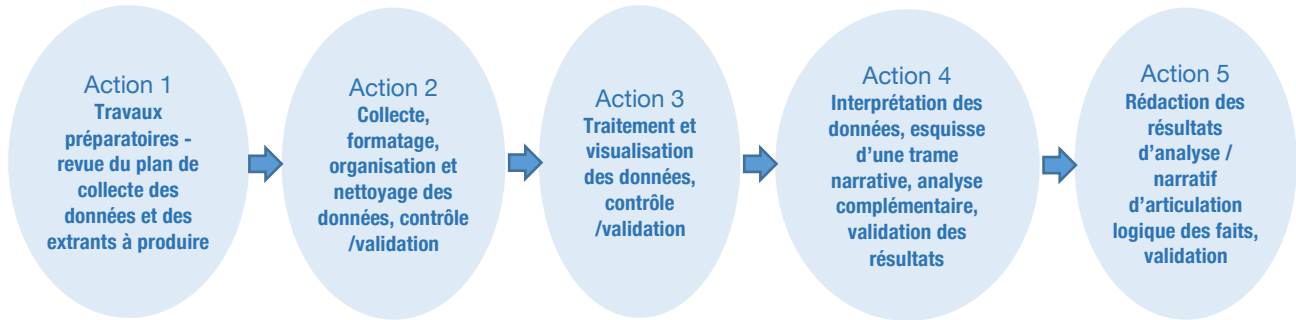 Action 1
Travaux
préparatoires -
revue du plan de
collecte des
données et des
extrants à produire
Action 2
Collecte,
formatage,
organisation et
nettoyage des
données, contrôle
/validation
Action 3
Traitement et
visualisation
des données,
contrôle
/validation
Action 4
Interprétation des
données, esquisse
d’une trame
narrative, analyse
complémentaire,
validation des
résultats
Action 5
Rédaction des
résultats
d’analyse /
narratif
d’articulation
logique des faits,
validation